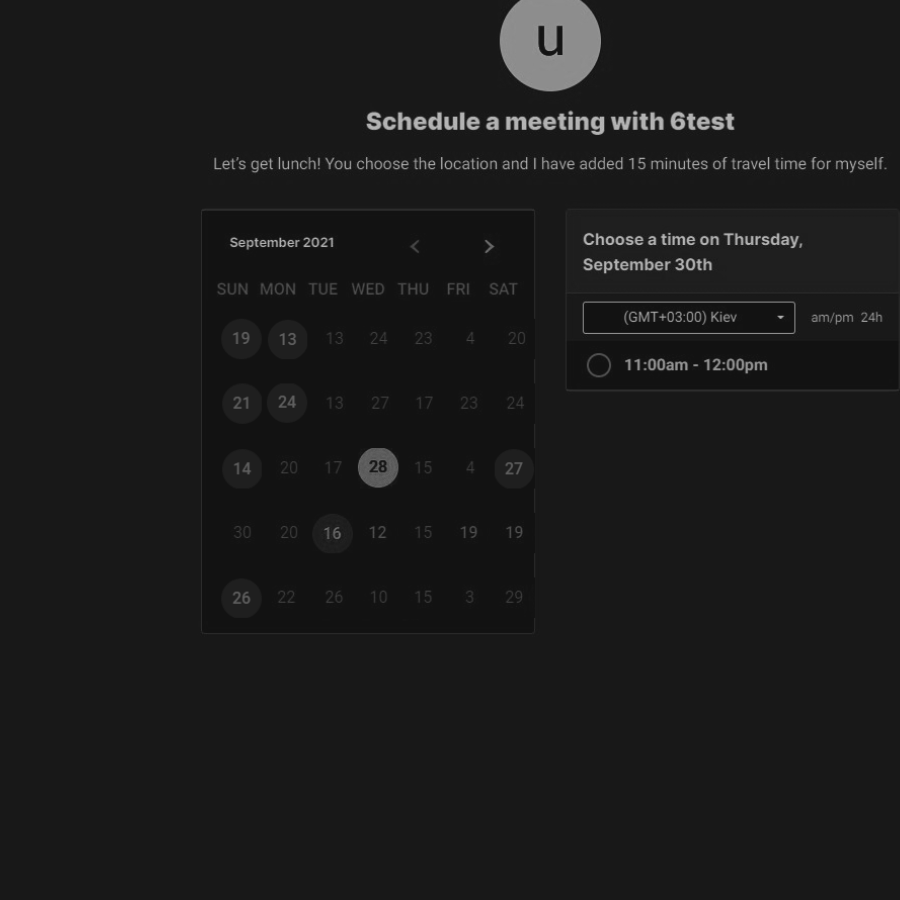 u
Schedule a meeting with 6test
Let's get lunch! You choose the location and I have added 15 minutes of travel time for myself.
September 2021
SUN MON TUE WED THU FRI SAT
19 13 13 24 23 4 20
21 24 13 27 17 23 24
14 20 17 28 15 4 27
30 20 16 12 15 19 19
26 22 26 10 15 3 29
Choose a time on Thursday,
September 30th
(GMT+03:00) Kiev am/pm 24h
11:00am - 12:00pm